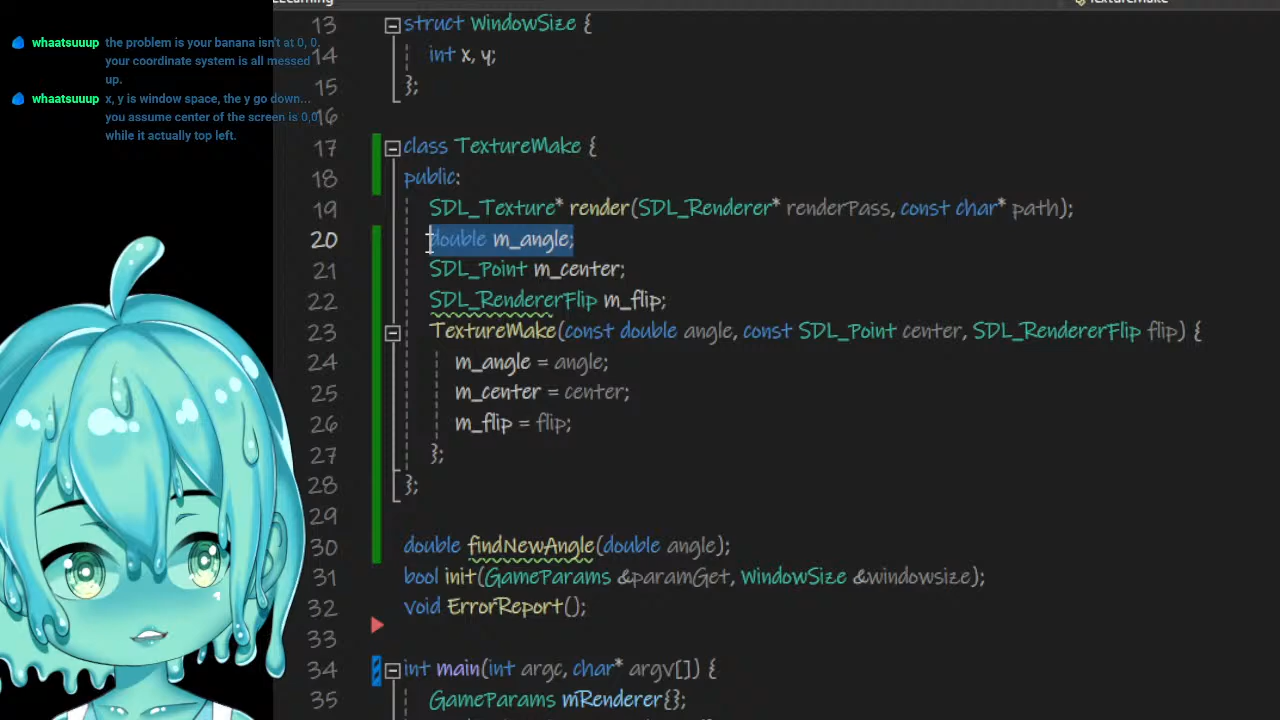 TextureMake
13 struct WindowSize {
14 int x, y;
15 };
16
17 class TextureMake {
18 public:
19 SDL_Texture* render(SDL_Renderer* renderPass, const char* path);
20 double m_angle;
21 SDL_Point m_center;
22 SDL_RendererFlip m_flip;
23 TextureMake(const double angle, const SDL_Point center, SDL_RendererFlip flip) {
24 m_angle = angle;
25 m_center = center;
26 m_flip = flip;
27 };
28 };
29
30 double findNewAngle(double angle);
31 bool init(GameParams &paramGet, WindowSize &windowsize);
32 void ErrorReport();
33
34 int main(int argc, char* argv[]) {
35 GameParams mRenderer{};
whaatsuuup the problem is your banana isn't at 0, 0.
your coordinate system is all messed
up.
whaatsuuup x, y is window space, the y go down...
you assume center of the screen is 0,0
while it actually top left.